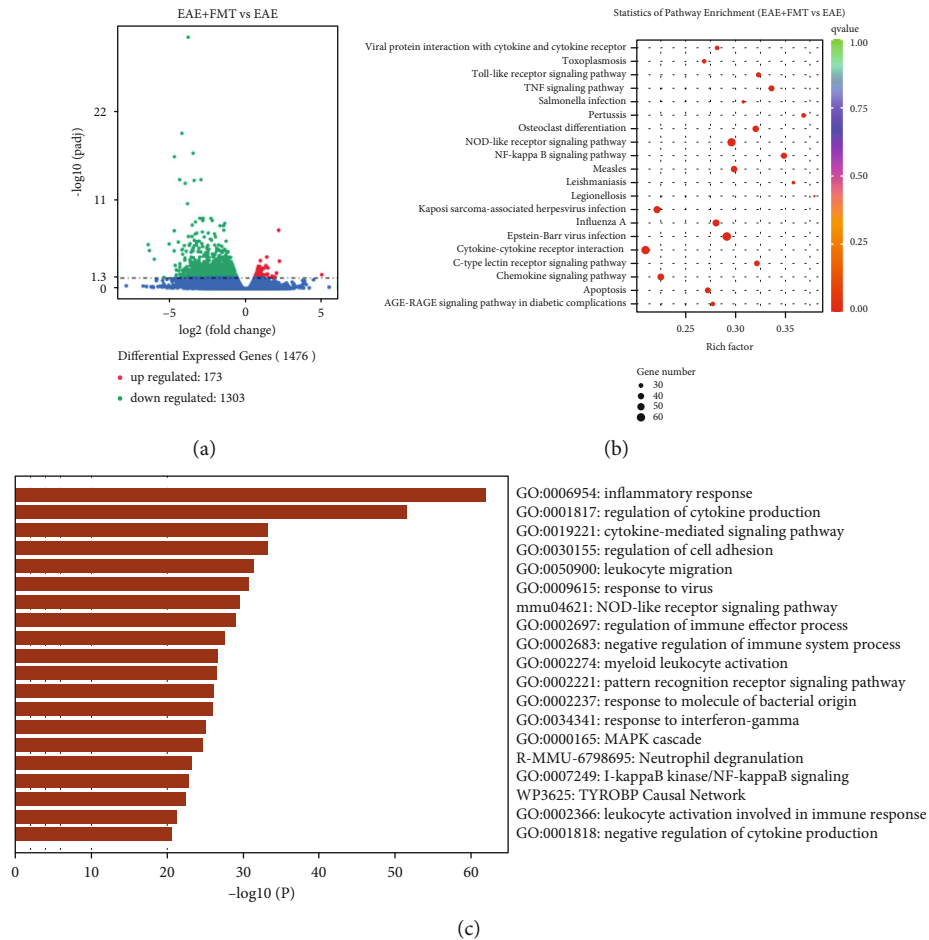 EAE+FMT vs EAE
22
11
1.3
0
-log10 (padj)
−5
0
5
log2 (fold change)
Differential Expressed Genes ( 1476 )
up regulated: 173
down regulated: 1303
(a)
Statistics of Pathway Enrichment (EAE+FMT vs EAE)
Viral protein interaction with cytokine and cytokine receptor
Toxoplasmosis
Toll-like receptor signaling pathway
TNF signaling pathway
Salmonella infection
Pertussis
Osteoclast differentiation
NOD-like receptor signaling pathway
NF-kappa B signaling pathway
Measles
Leishmaniasis
Legionellosis
Kaposi sarcoma-associated herpesvirus infection
Influenza A
Epstein-Barr virus infection
Cytokine-cytokine receptor interaction
C-type lectin receptor signaling pathway
Chemokine signaling pathway
Apoptosis
AGE-RAGE signaling pathway in diabetic complications
0.25
0.30
0.35
Rich factor
qvalue
1.00
0.75
0.50
0.25
0.00
Gene number
30
40
50
60
(b)
GO:0006954: inflammatory response
GO:0001817: regulation of cytokine production
GO:0019221: cytokine-mediated signaling pathway
GO:0030155: regulation of cell adhesion
GO:0050900: leukocyte migration
GO:0009615: response to virus
mmu04621: NOD-like receptor signaling pathway
GO:0002697: regulation of immune effector process
GO:0002683: negative regulation of immune system process
GO:0002274: myeloid leukocyte activation
GO:0002221: pattern recognition receptor signaling pathway
GO:0002237: response to molecule of bacterial origin
GO:0034341: response to interferon-gamma
GO:0000165: MAPK cascade
R-MMU-6798695: Neutrophil degranulation
GO:0007249: I-kappaB kinase/NF-kappaB signaling
WP3625: TYROBP Causal Network
GO:0002366: leukocyte activation involved in immune response
GO:0001818: negative regulation of cytokine production
0
10
20
30
40
50
60
−log10 (P)
(c)